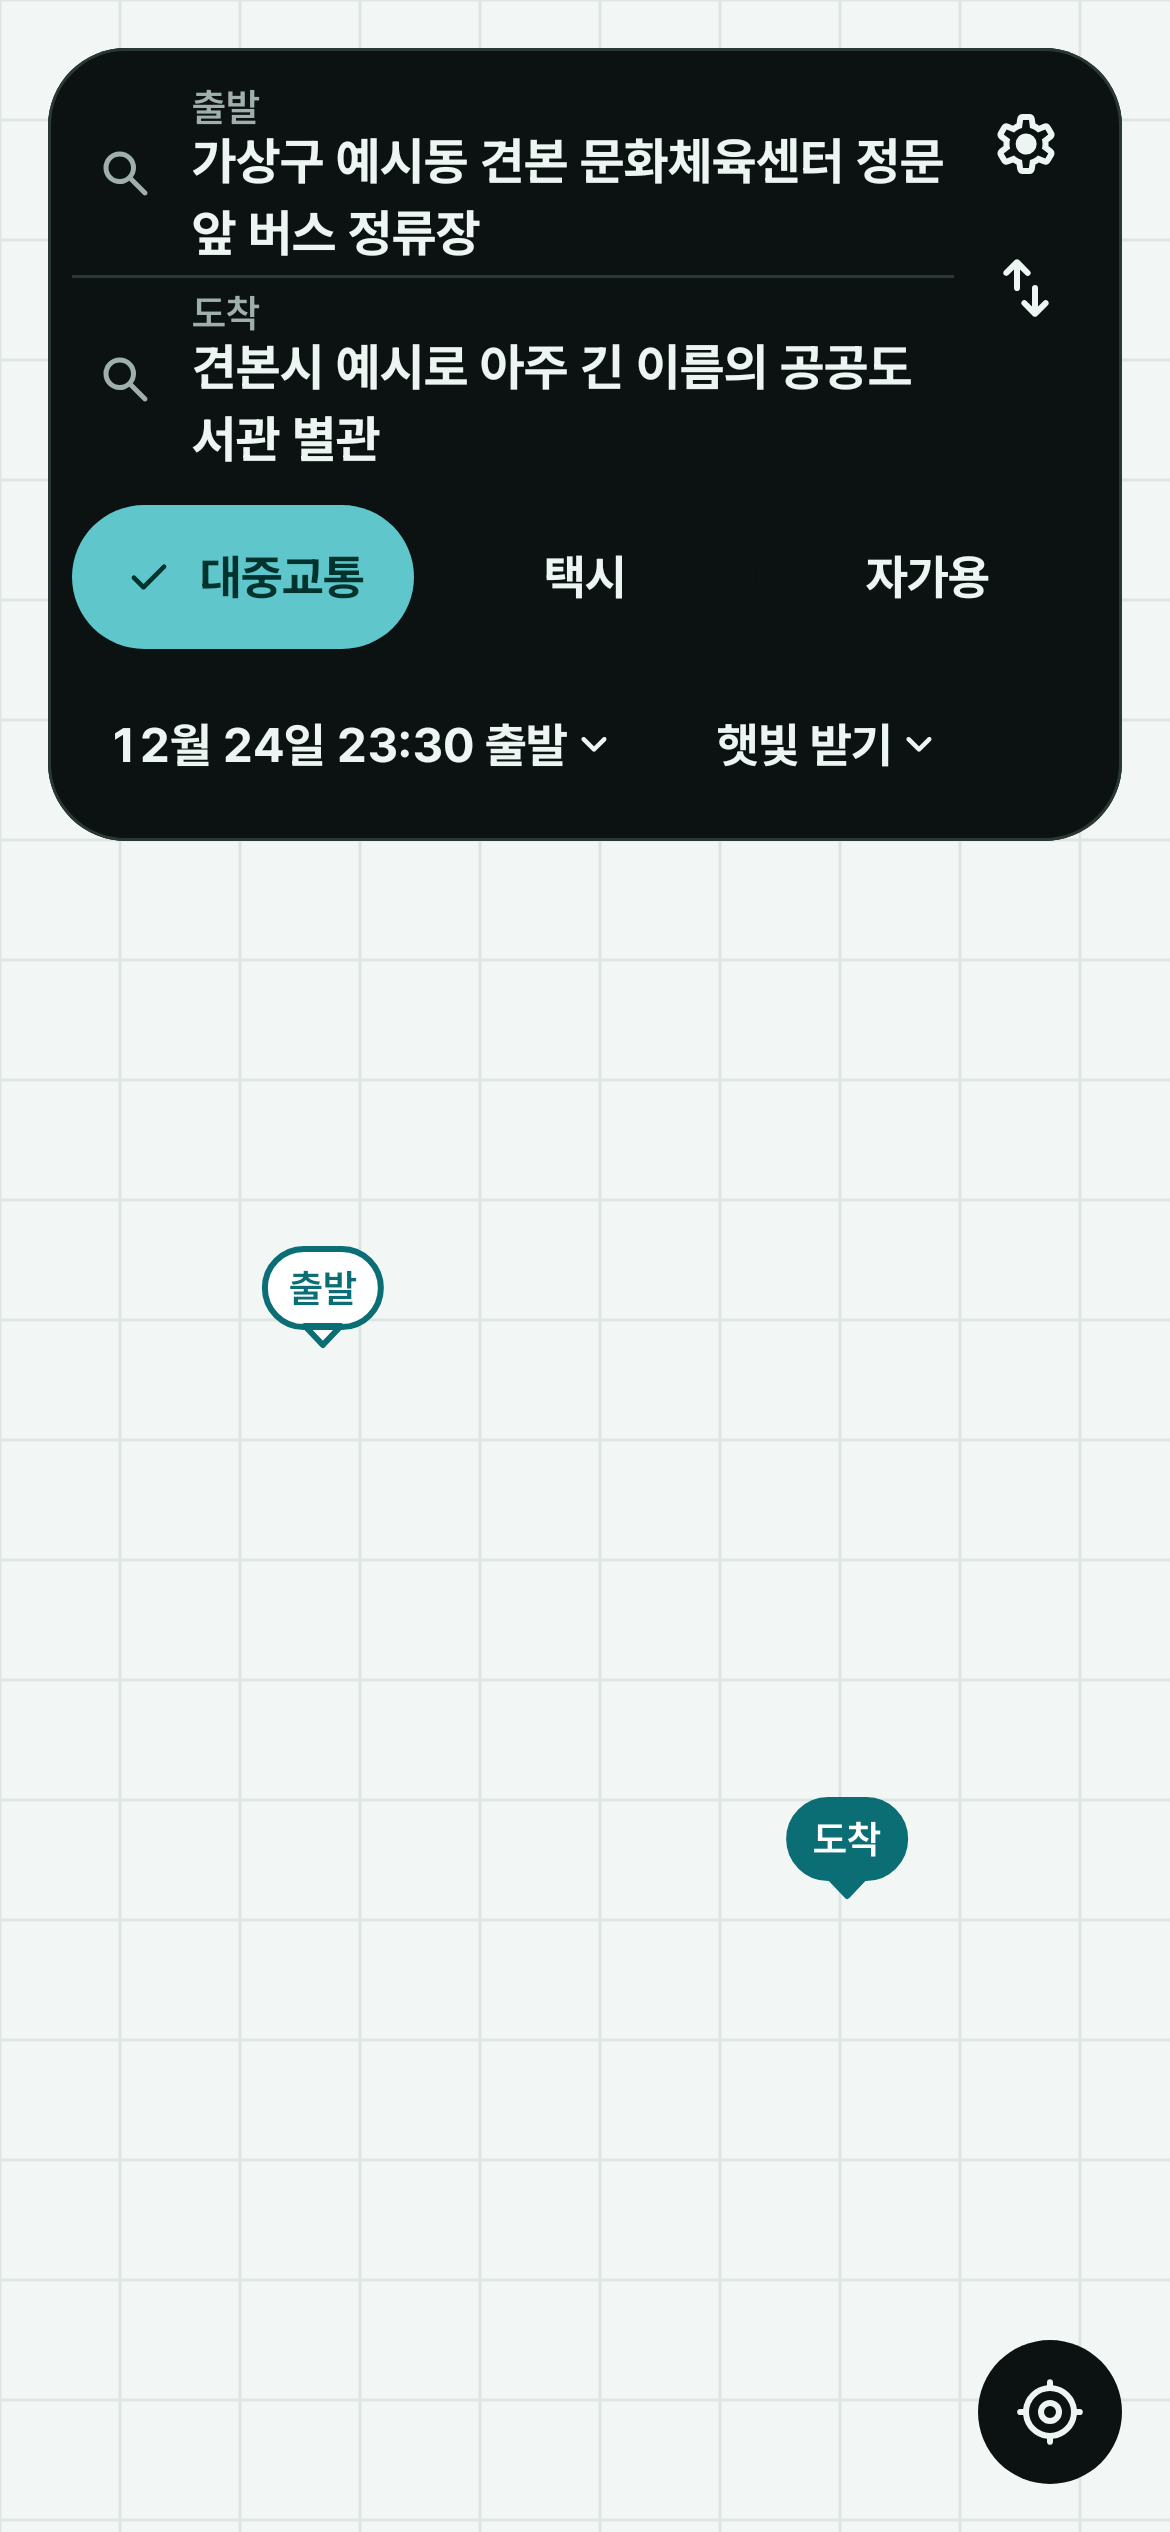 출발
가상구 예시동 견본 문화체육센터 정문
앞 버스 정류장
도착
견본시 예시로 아주 긴 이름의 공공도
서관 별관
대중교통 택시 자가용
12월 24일 23:30 출발 햇빛 받기
출발
도착